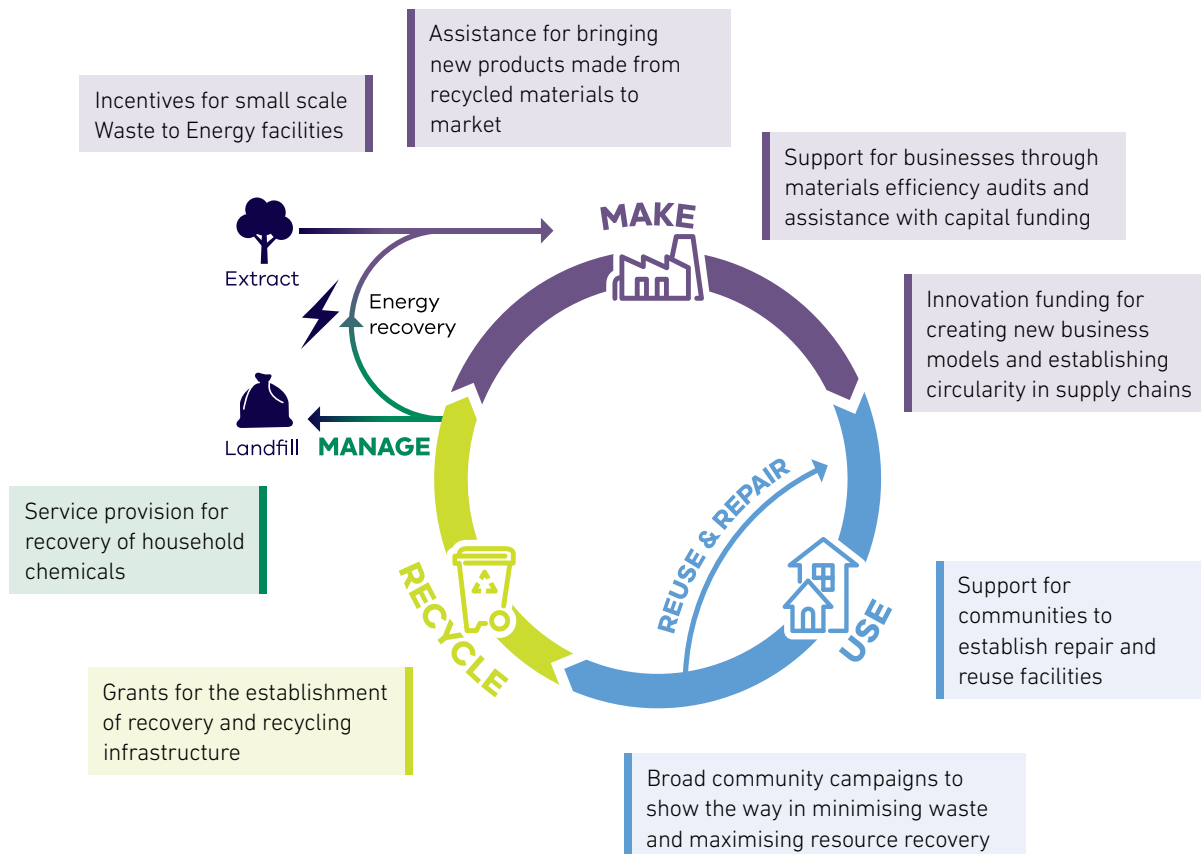 Assistance for bringing
new products made from
recycled materials to
market
Incentives for small scale
Waste to Energy facilities
Support for businesses through
materials efficiency audits and
assistance with capital funding
MAKE
Extract
Energy
recovery
Innovation funding for
creating new business
models and establishing
circularity in supply chains
Landfill
MANAGE
REUSE & REPAIR
Service provision for
recovery of household
chemicals
RECYCLE
USE
Support for
communities to
establish repair and
reuse facilities
Grants for the establishment
of recovery and recycling
infrastructure
Broad community campaigns to
show the way in minimising waste
and maximising resource recovery